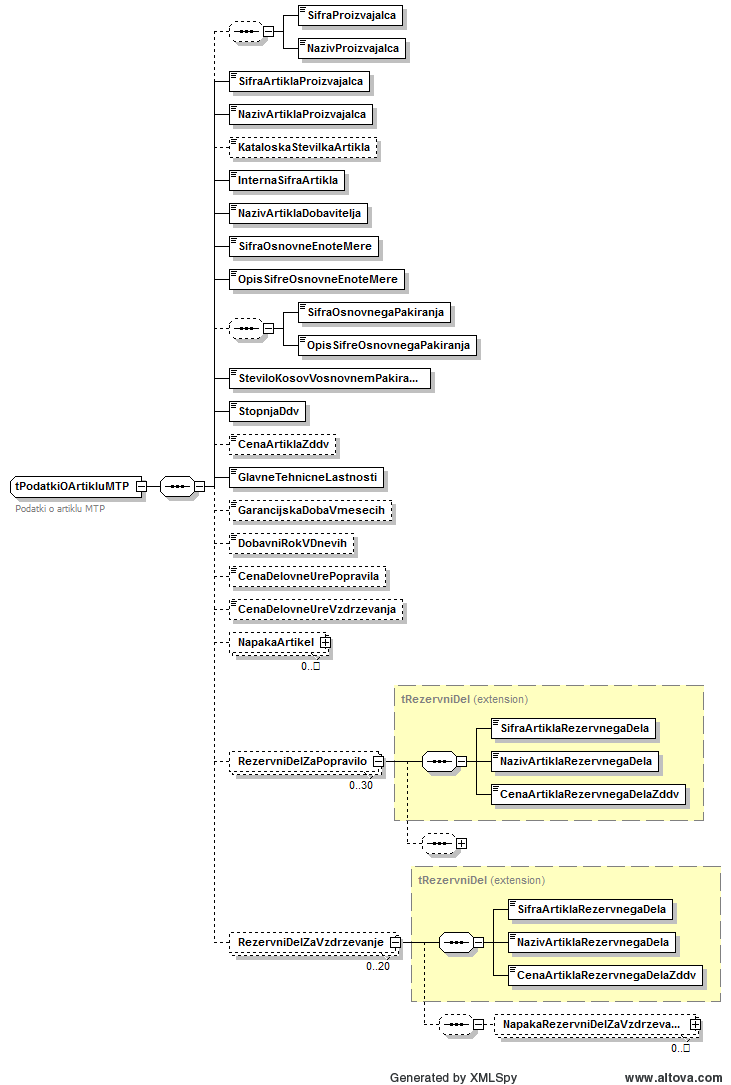 SifraProizvajalca
NazivProizvajalca
SifraArtiklaProizvajalca
NazivArtiklaProizvajalca
KataloskaStevilkaArtikla
InternaSifraArtikla
NazivArtiklaDobavitelja
SifraOsnovneEnoteMere
OpisSifreOsnovneEnoteMere
SifraOsnovnegaPakiranja
OpisSifreOsnovnegaPakiranja
SteviloKosovVosnovnemPakira...
StopnjaDdv
CenaArtiklaZddv
GlavneTehnicneLastnosti
tPodatkiOArtikluMTP
Podatki o artiklu MTP
GarancijskaDobaVmesecih
DobavniRokVDnevih
CenaDelovneUrePopravila
CenaDelovneUreVzdrzevanja
NapakaArtikel
0..□
tRezervniDel (extension)
SifraArtiklaRezervnegaDela
NazivArtiklaRezervnegaDela
CenaArtiklaRezervnegaDelaZddv
RezervniDelZaPopravilo
0..30
tRezervniDel (extension)
SifraArtiklaRezervnegaDela
NazivArtiklaRezervnegaDela
CenaArtiklaRezervnegaDelaZddv
RezervniDelZaVzdrzevanje
0..20
NapakaRezervniDelZaVzdrzeva...
0..□
Generated by XMLSpy
www.altova.com